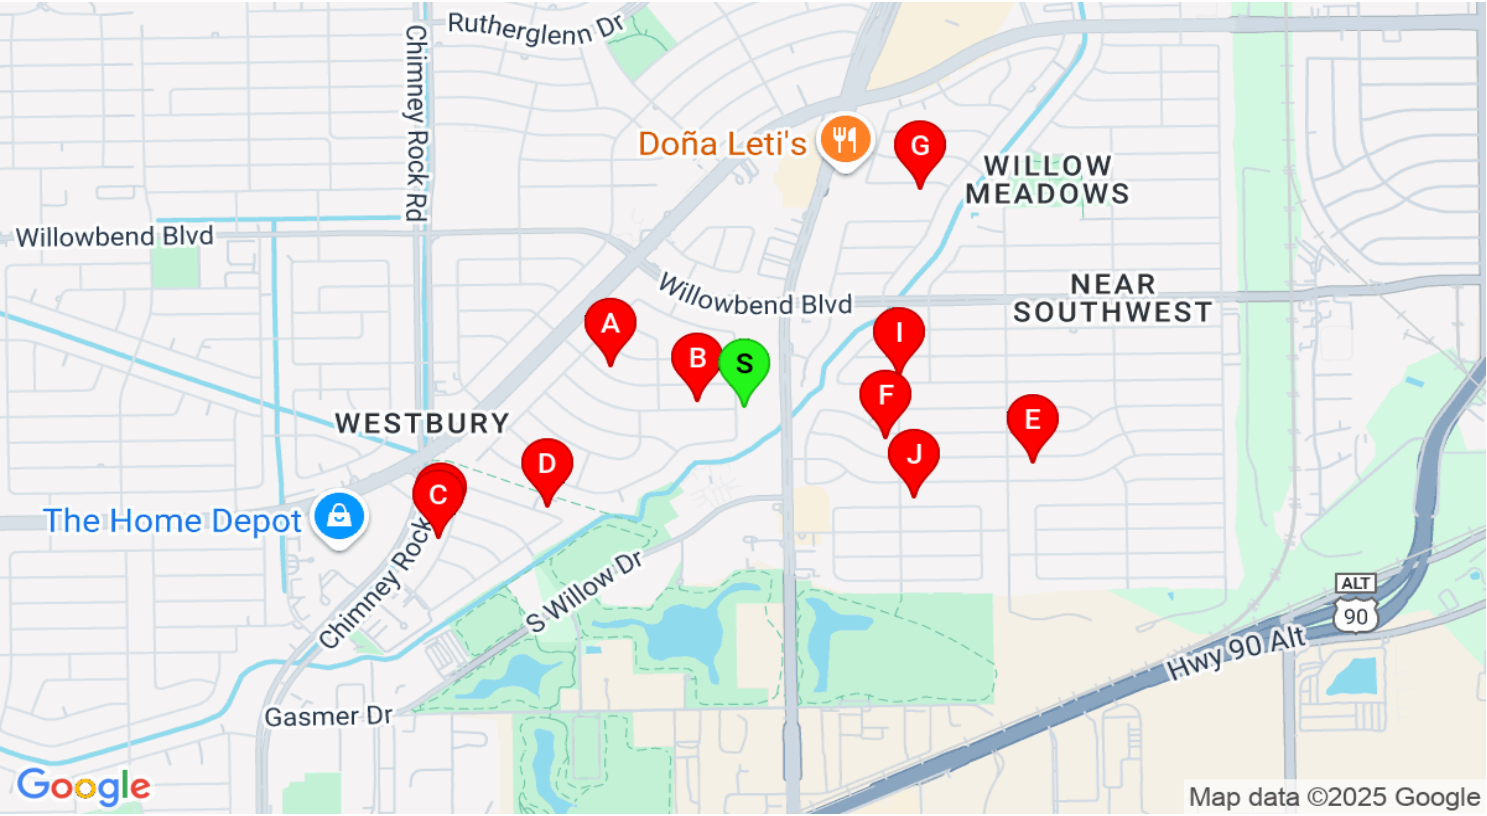 Rutherglenn Dr
Chimney Rock Rd
Doña Leti's
G
WILLOW
MEADOWS
Willowbend Blvd
NEAR
SOUTHWEST
Willowbend Blvd
A
I
B
S
F
E
WESTBURY
J
D
C
The Home Depot
Chimney Rock
S Willow Dr
ALT
90
Hwy 90 Alt
Gasmer Dr
Google
Map data ©2025 Google